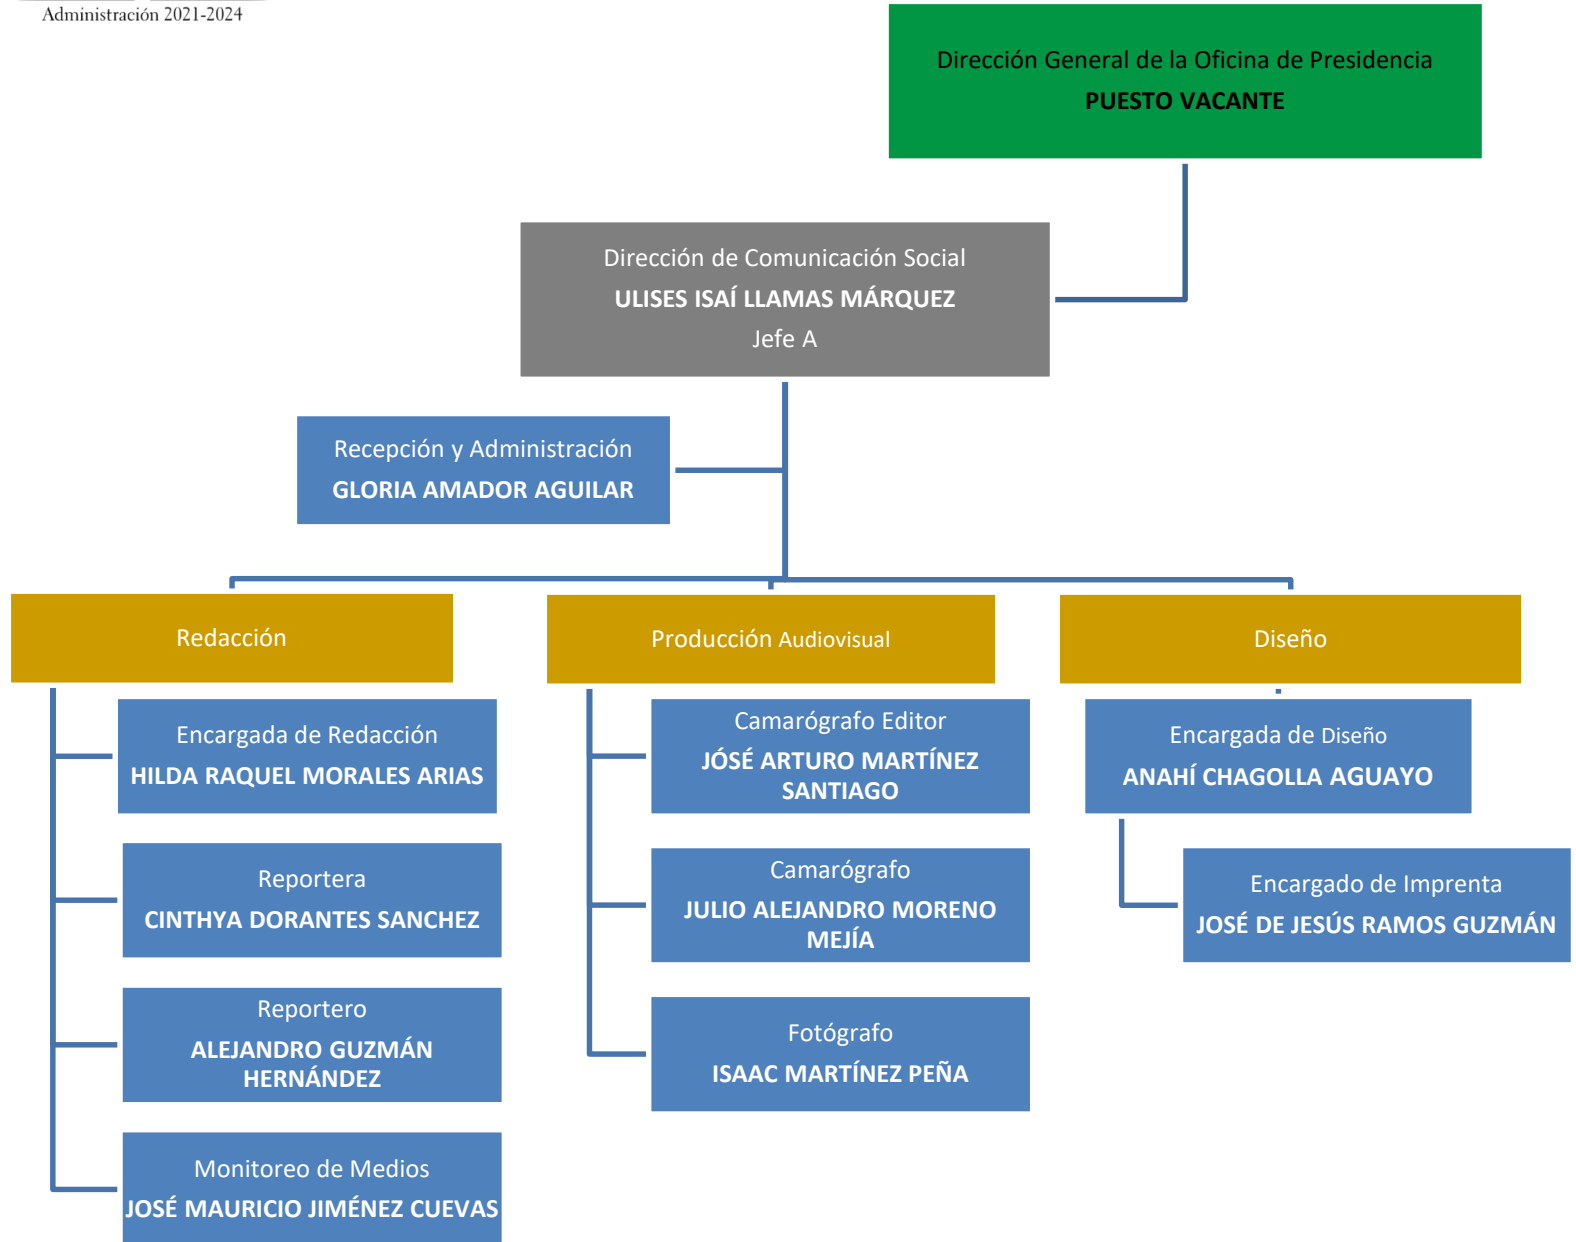 Administración 2021-2024
Dirección General de la Oficina de Presidencia
PUESTO VACANTE
Dirección de Comunicación Social
ULISES ISAÍ LLAMAS MÁRQUEZ
Jefe A
Recepción y Administración
GLORIA AMADOR AGUILAR
Redacción
Producción Audiovisual
Diseño
Encargada de Redacción
HILDA RAQUEL MORALES ARIAS
Reportera
CINTHYA DORANTES SANCHEZ
Reportero
ALEJANDRO GUZMÁN
HERNÁNDEZ
Monitoreo de Medios
JOSÉ MAURICIO JIMÉNEZ CUEVAS
Camarógrafo Editor
JÓSÉ ARTURO MARTÍNEZ
SANTIAGO
Camarógrafo
JULIO ALEJANDRO MORENO
MEJÍA
Fotógrafo
ISAAC MARTÍNEZ PEÑA
Encargada de Diseño
ANAHÍ CHAGOLLA AGUAYO
Encargado de Imprenta
JOSÉ DE JESÚS RAMOS GUZMÁN